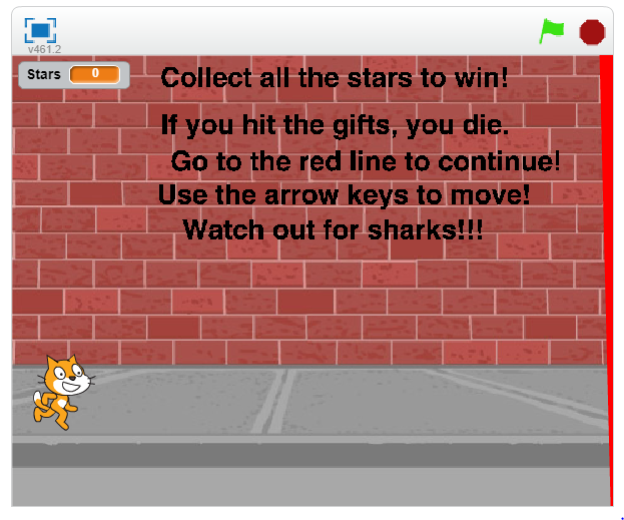 v461.2
Stars 0
Collect all the stars to win!
If you hit the gifts, you die.
Go to the red line to continue!
Use the arrow keys to move!
Watch out for sharks!!!